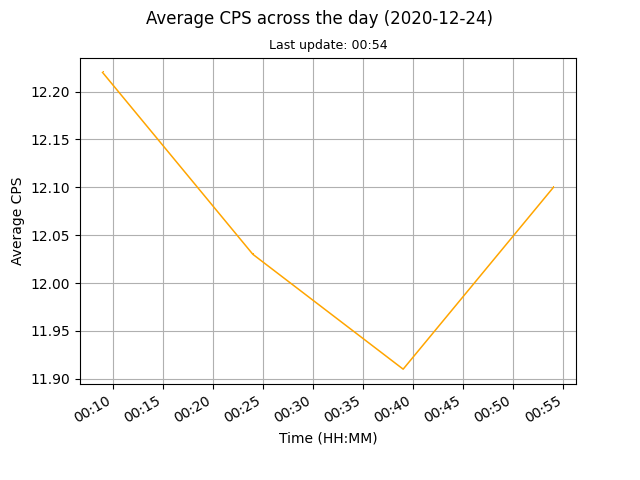 Average CPS across the day (2020-12-24)
Last update: 00:54
Average CPS
12.20
12.15
12.10
12.05
12.00
11.95
11.90
00:10 00:15 00:20 00:25 00:30 00:35 00:40 00:45 00:50 00:55
Time (HH:MM)